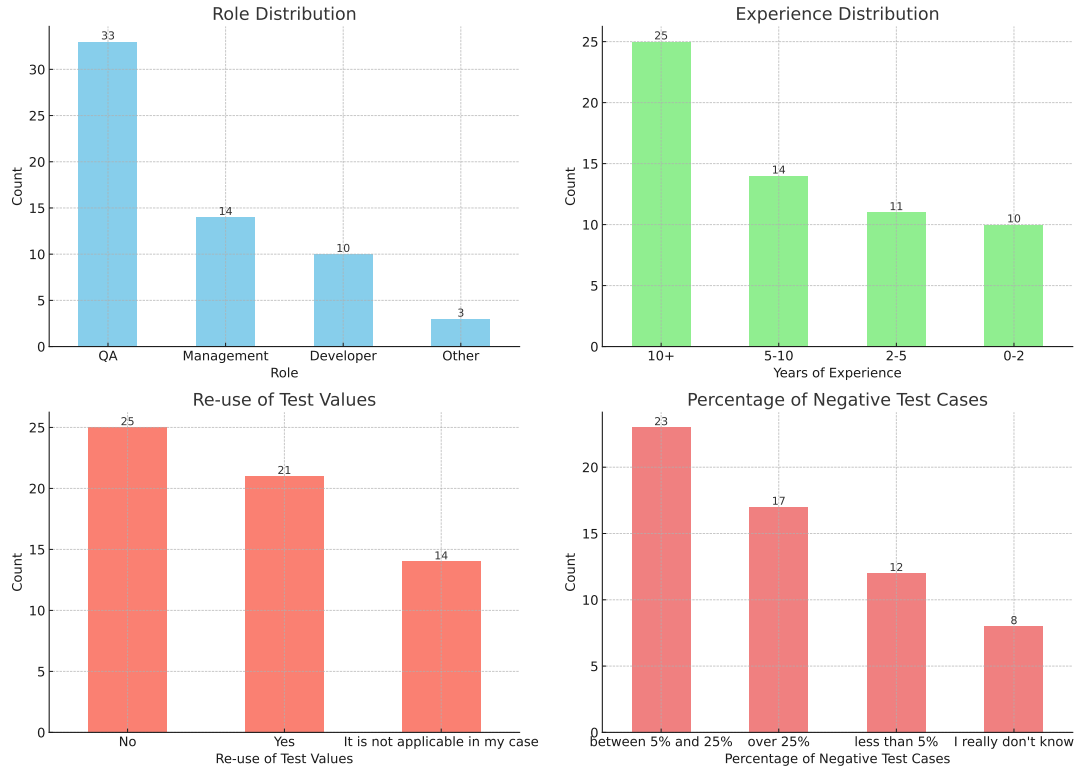 Role Distribution
33
14
10
3
30
25
20
15
10
5
0
Count
QA Management Developer Other
Role
Experience Distribution
25
14
11
10
25
20
15
10
5
0
Count
10+ 5-10 2-5 0-2
Years of Experience
Re-use of Test Values
25
21
14
25
20
15
10
5
0
Count
No Yes It is not applicable in my case
Re-use of Test Values
Percentage of Negative Test Cases
23
17
12
8
20
15
10
5
0
Count
between 5% and 25% over 25% less than 5% I really don't know
Percentage of Negative Test Cases